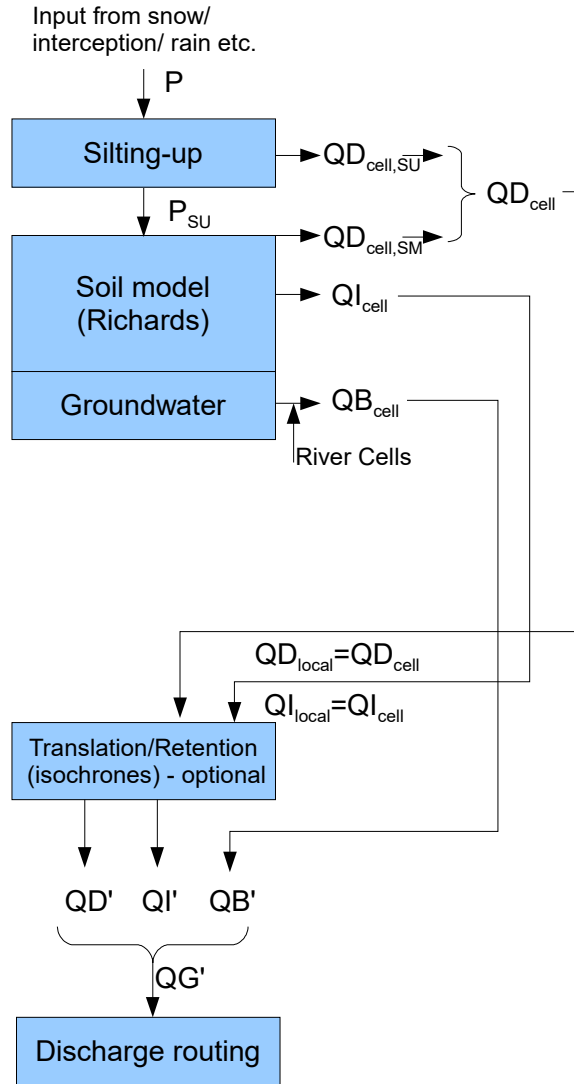 Input from snow/
interception/ rain etc.
P
Silting-up
QDcell,SU
QDcell
PSU
QDcell,SM
Soil model
(Richards)
QIcell
Groundwater
QBcell
River Cells
QDlocal=QDcell
QIlocal=QIcell
Translation/Retention
(isochrones) - optional
QD'
QI'
QB'
QG'
Discharge routing